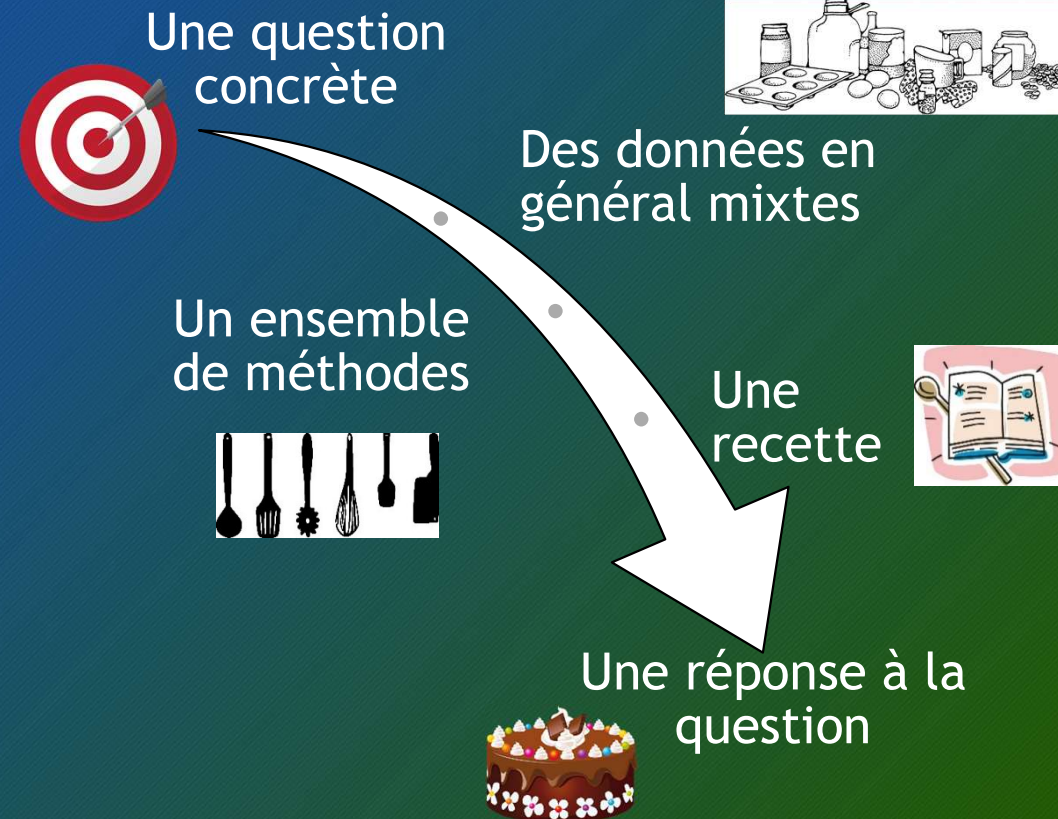 Une question
concrète
Des données en
général mixtes
Un ensemble
de méthodes
Une
recette
Une réponse à la
question